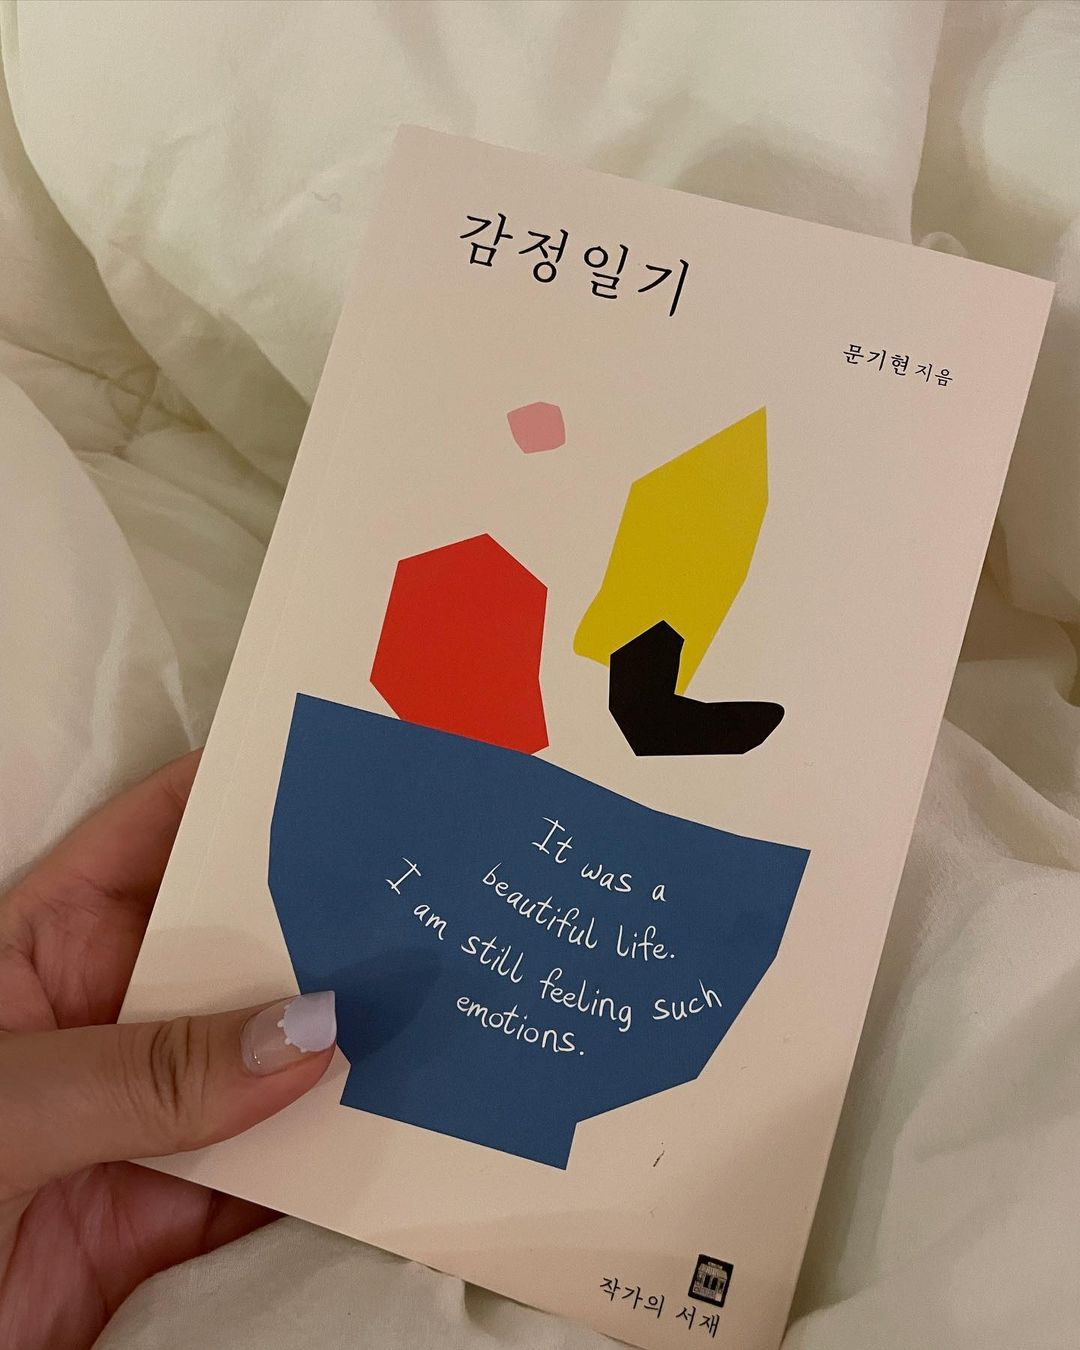 감정일기
문기현 지음
It was a
beautiful life.
I am still feeling such
emotions.
작가의 서재